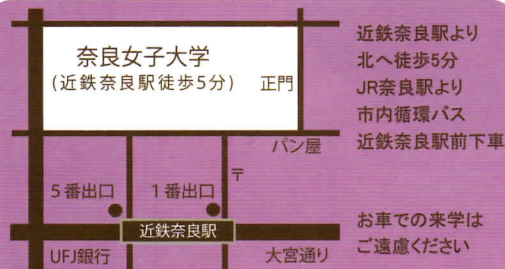 奈良女子大学
(近鉄奈良駅徒歩5分)
正門
パン屋
〒
5番出口
1番出口
近鉄奈良駅
UFJ銀行
大宮通り
近鉄奈良駅より
北へ徒歩5分
JR奈良駅より
市内循環バス
近鉄奈良駅前下車
お車での来学は
ご遠慮ください